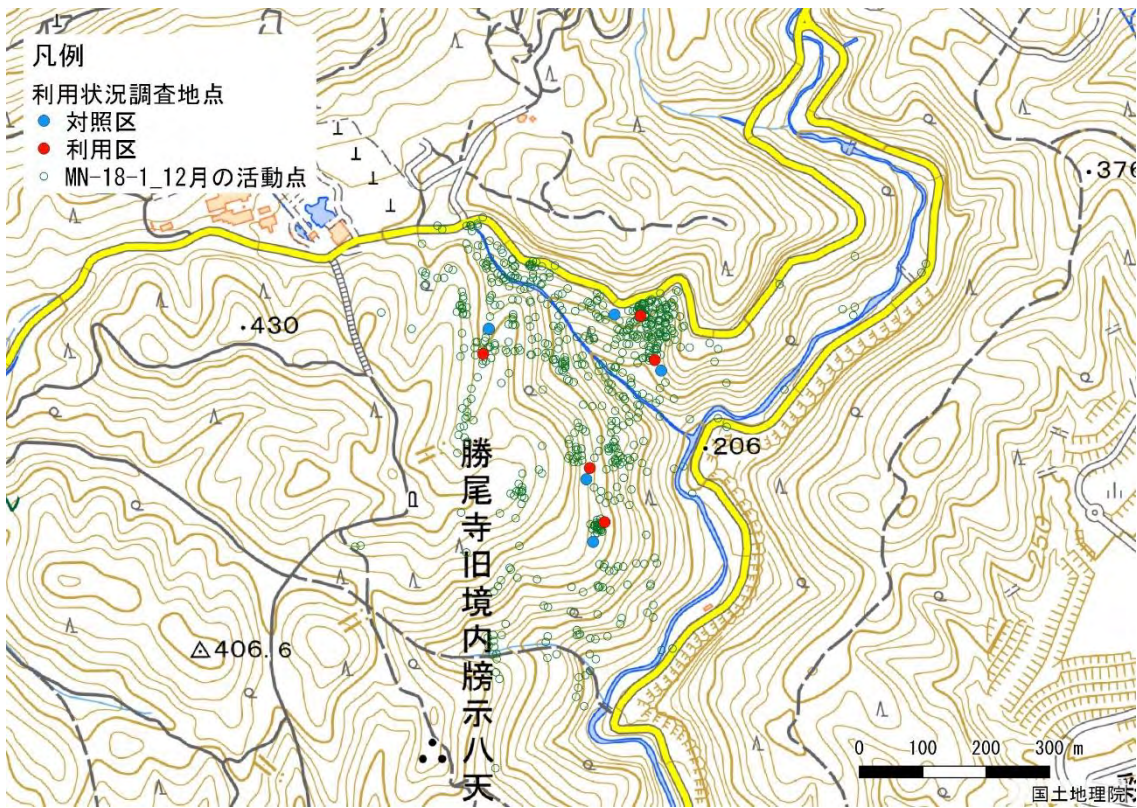 凡例
利用状況調査地点
対照区
利用区
MN-18-1_12月の活動点
376
430
206
勝尾寺旧境内牓示八天
250
406.6
0 100 200 300 m
国土地理院